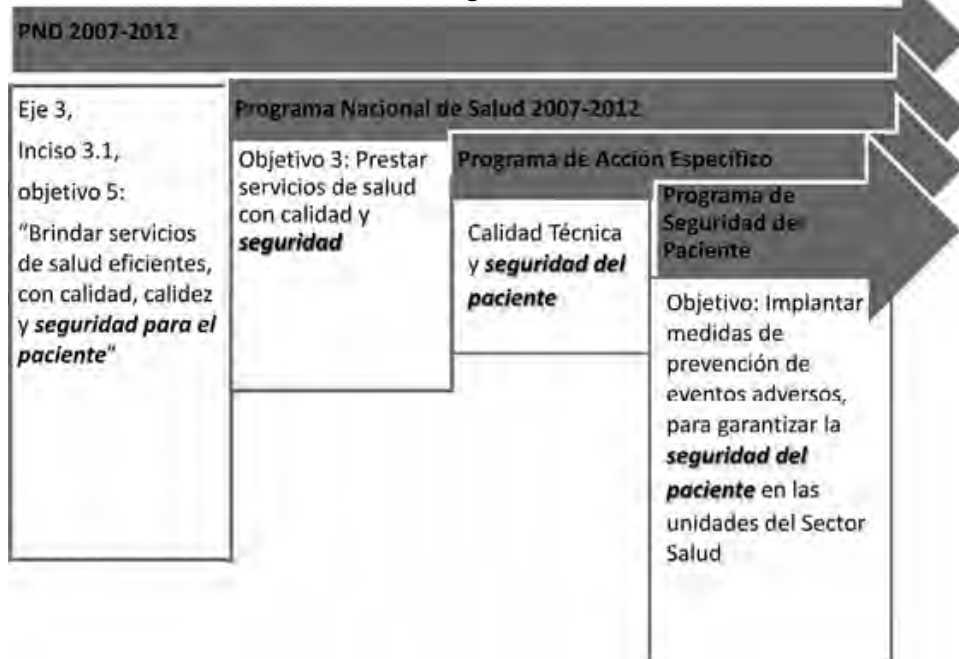 PND 2007-2012
Eje 3,
Inciso 3.1,
objetivo 5:
“Brindar servicios
de salud eficientes,
con calidad, calidez
y seguridad para el
paciente“
Programa Nacional de Salud 2007-2012
Objetivo 3: Prestar
servicios de salud
con calidad y
seguridad
Programa de Acción Específico
Calidad Técnica
y seguridad del
paciente
Programa de
Seguridad del
Paciente
Objetivo: Implantar
medidas de
prevención de
eventos adversos,
para garantizar la
seguridad del
paciente en las
unidades del Sector
Salud